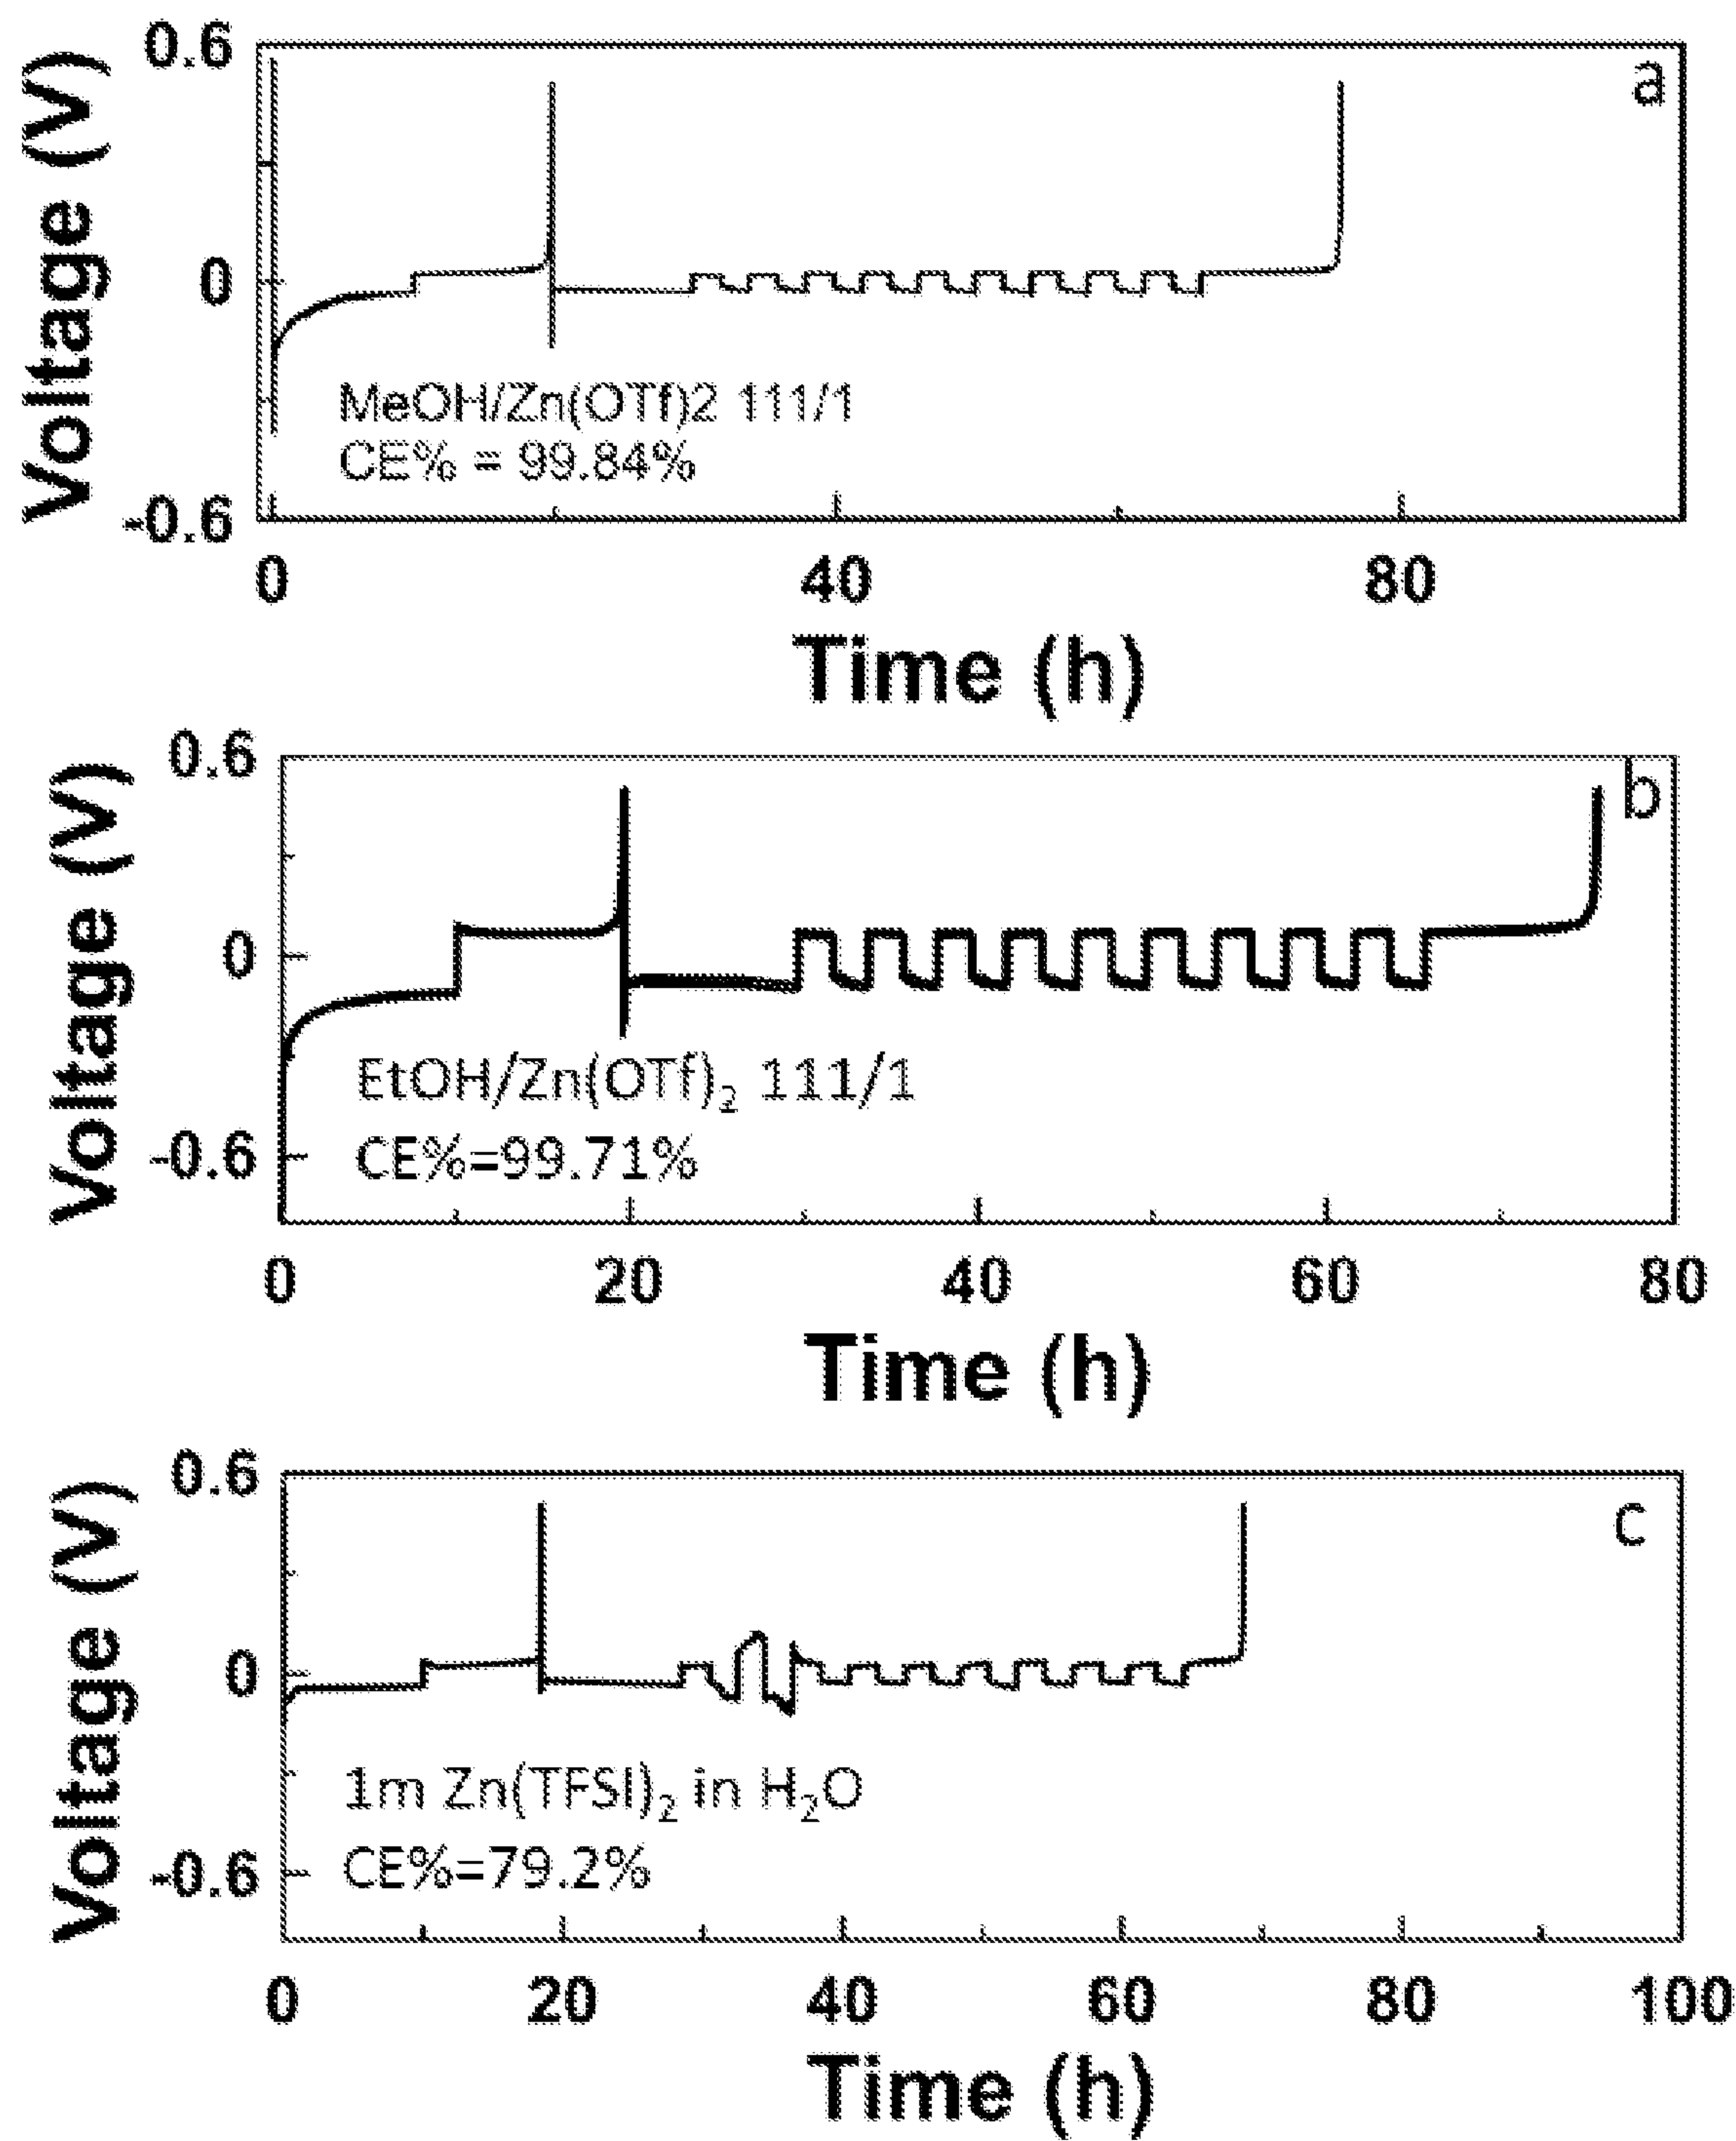 0.6
a
Voltage (V)
0
MeOH/Zn(OTf)2 111/1
CE% = 99.84%
-0.6
0 40 80
Time (h)
0.6
b
Voltage (V)
0
EtOH/Zn(OTf)₂ 111/1
-0.6
CE%=99.71%
0 20 40 60 80
Time (h)
0.6
c
Voltage (V)
0
1m Zn(TFSI)₂ in H₂O
-0.6
CE%=79.2%
0 20 40 60 80 100
Time (h)